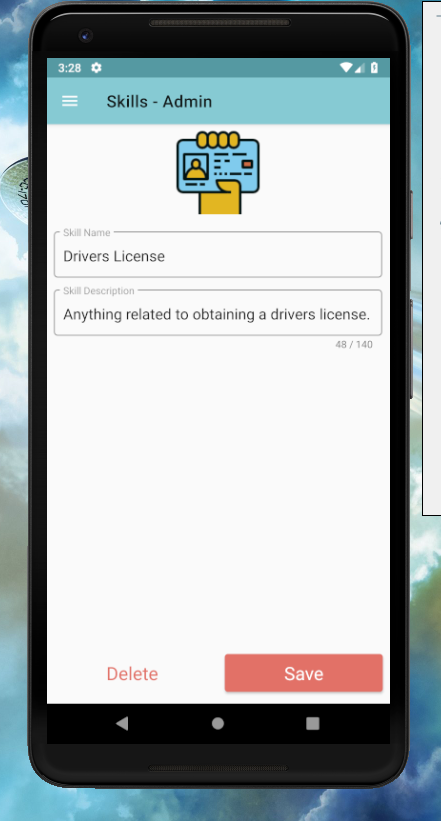 3:28
Skills - Admin
Skill Name
Drivers License
Skill Description
Anything related to obtaining a drivers license.
48 / 140
Delete
Save